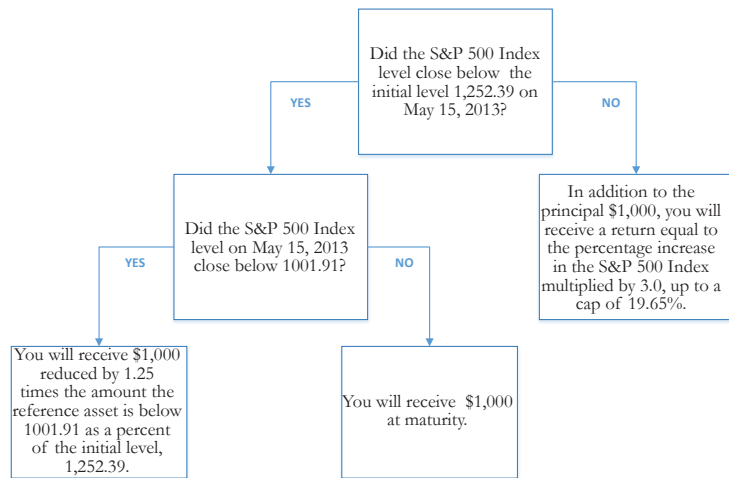 Did the S&P 500 Index
level close below the
initial level 1,252.39 on
May 15, 2013?
YES
NO
Did the S&P 500 Index
level on May 15, 2013
close below 1001.91?
In addition to the
principal $1,000, you will
receive a return equal to
the percentage increase
in the S&P 500 Index
multiplied by 3.0, up to a
cap of 19.65%.
YES
NO
You will receive $1,000
reduced by 1.25
times the amount the
reference asset is below
1001.91 as a percent
of the initial level,
1,252.39.
You will receive $1,000
at maturity.